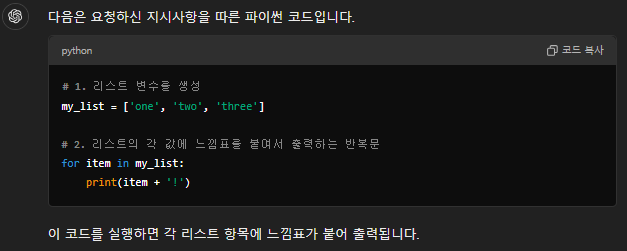 다음은 요청하신 지시사항을 따른 파이썬 코드입니다.
python 코드 복사
# 1. 리스트 변수를 생성
my_list = ['one', 'two', 'three']
# 2. 리스트의 각 값에 느낌표를 붙여서 출력하는 반복문
for item in my_list:
    print(item + '!')
이 코드를 실행하면 각 리스트 항목에 느낌표가 붙어 출력됩니다.